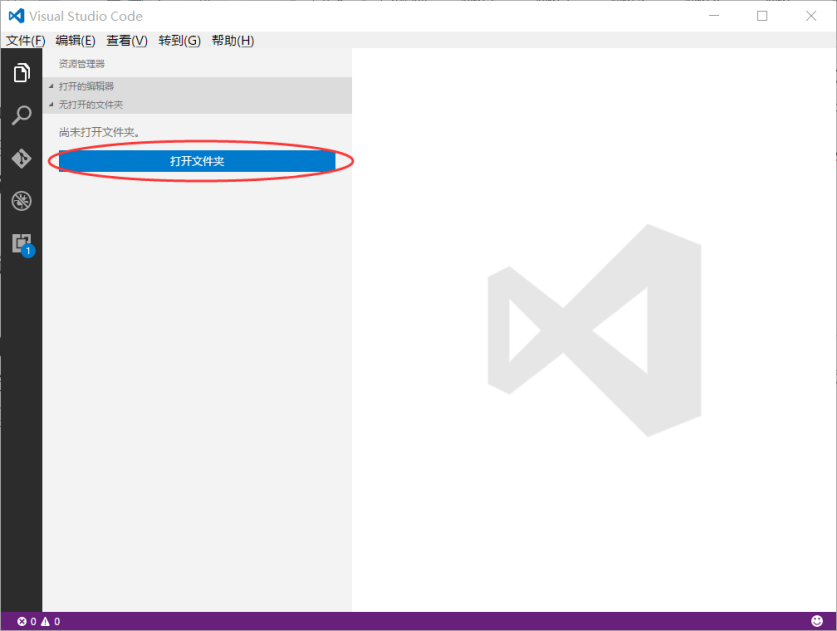 Visual Studio Code
文件(F) 编辑(E) 查看(V) 转到(G) 帮助(H)
资源管理器
打开的编辑器
无打开的文件夹
尚未打开文件夹。
打开文件夹
1
0 0